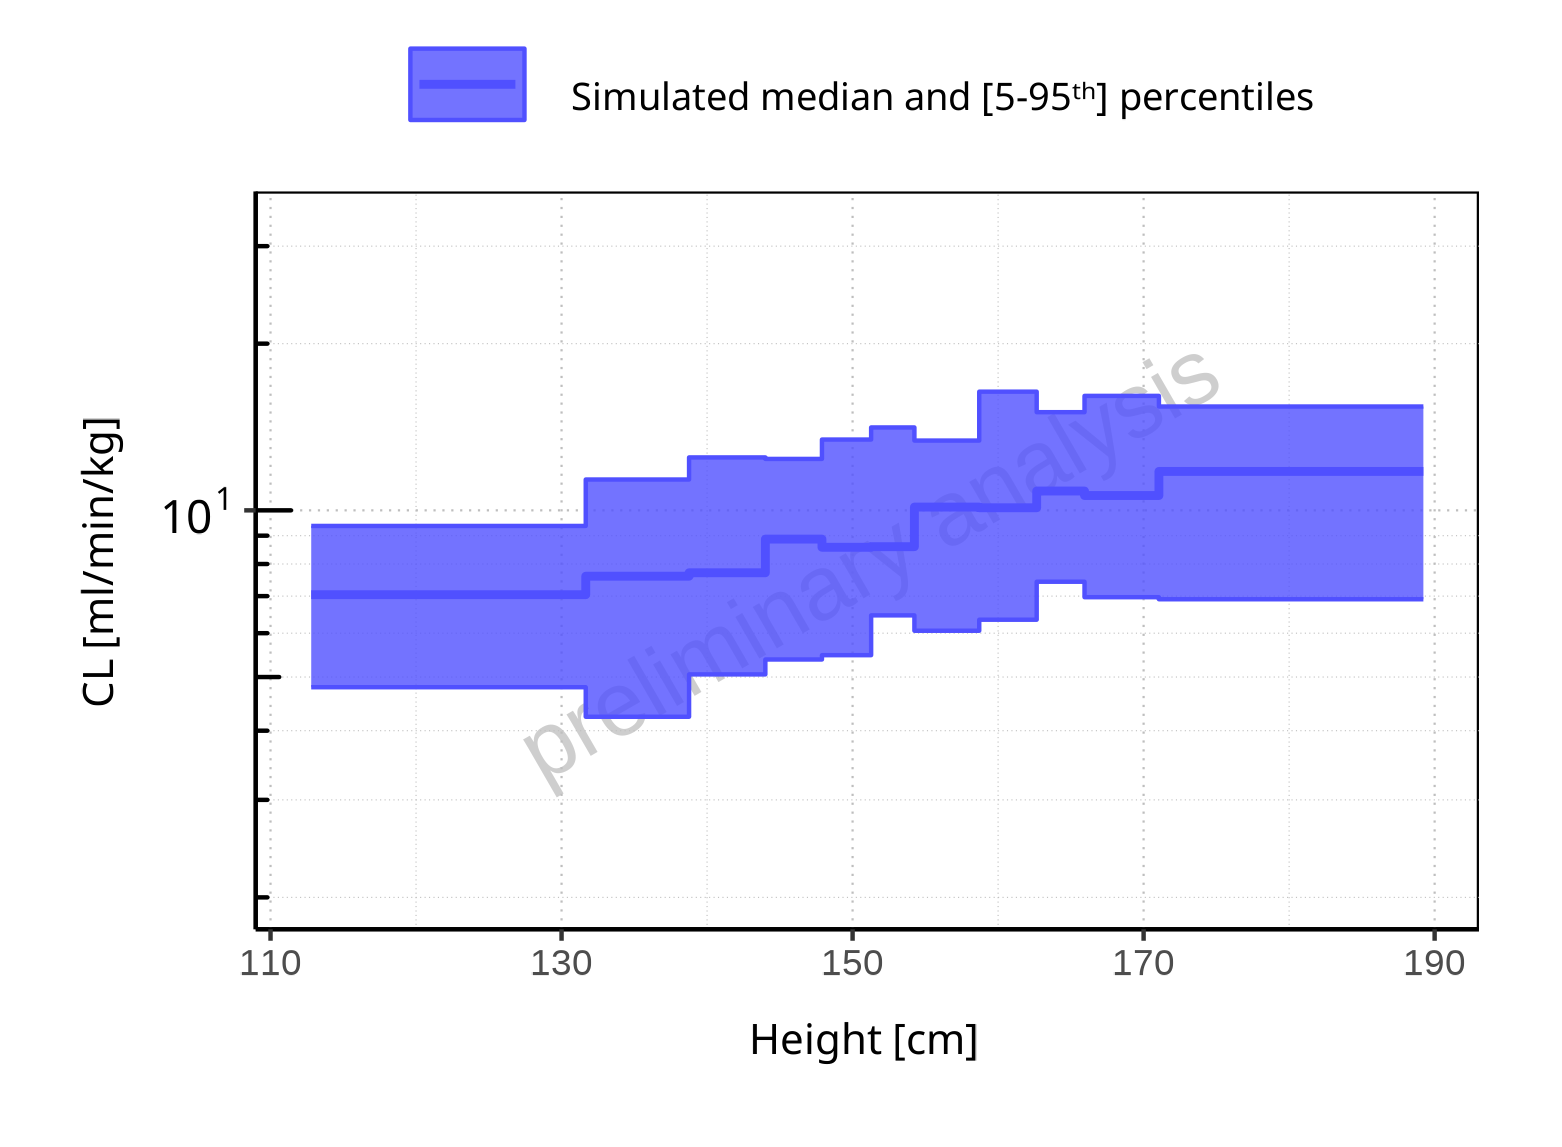 Simulated median and [5-95ᵗʰ] percentiles
CL [ml/min/kg]
10¹
preliminary analysis
110 130 150 170 190
Height [cm]